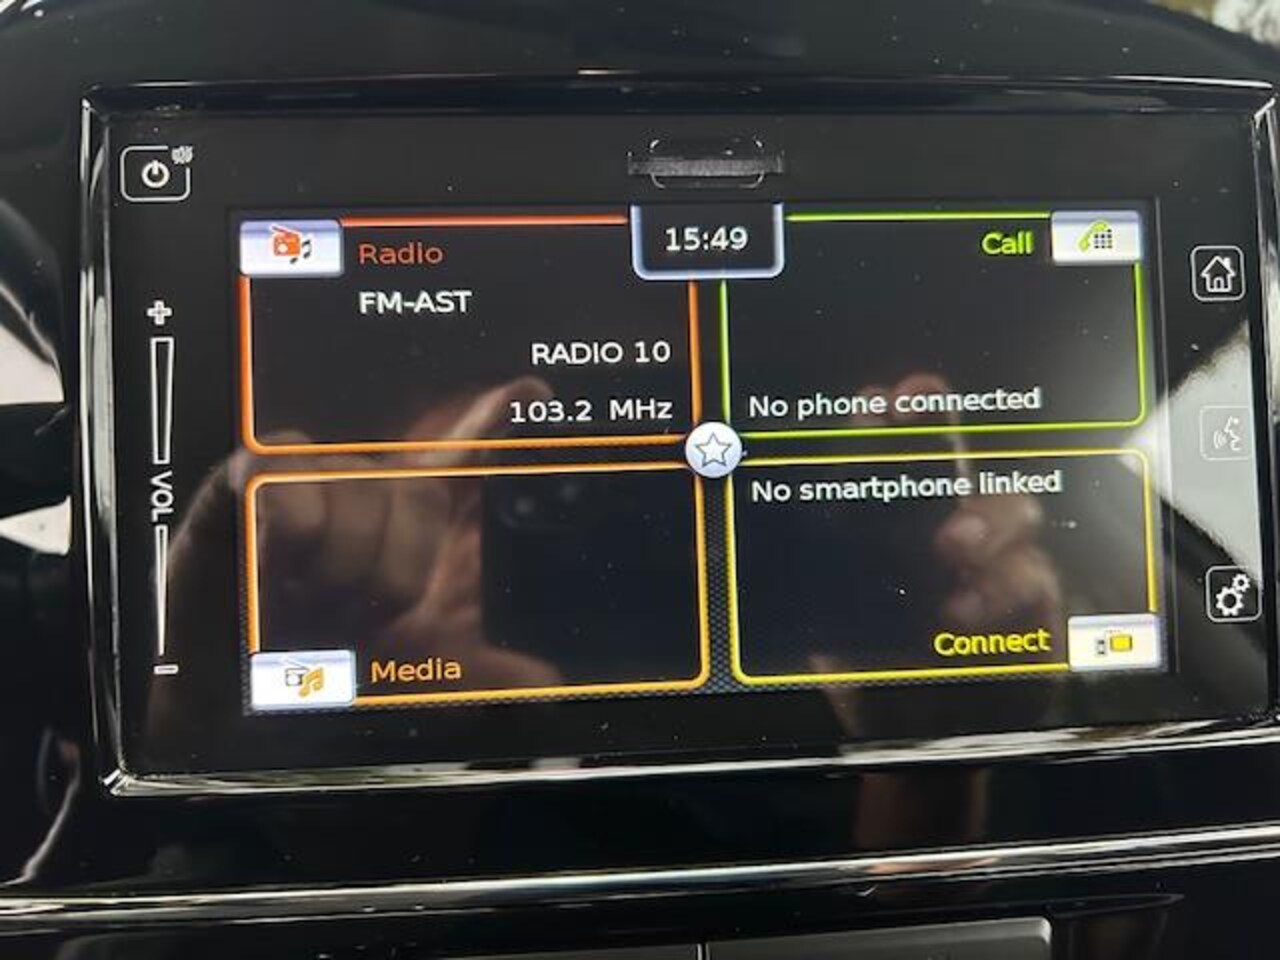 15:49
Radio
FM-AST
RADIO 10
103.2 MHz
Call
No phone connected
Media
No smartphone linked
Connect
+
VOL
-